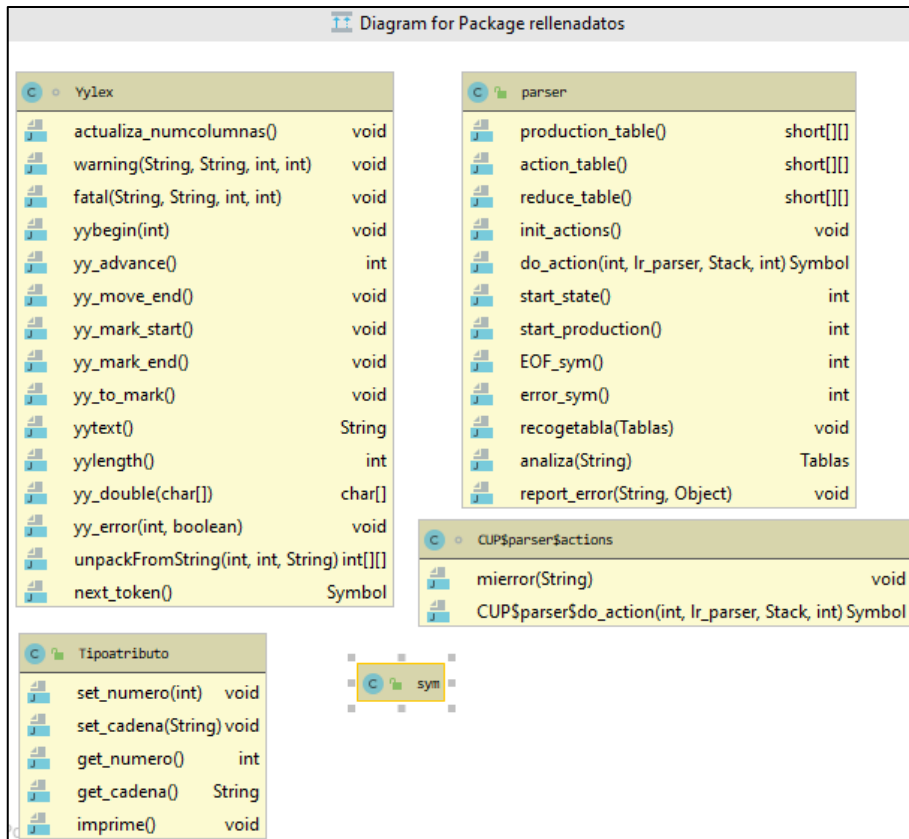 Diagram for Package rellenadatos
C Yylex
actualiza_numcolumnas() void
warning(String, String, int, int) void
fatal(String, String, int, int) void
yybegin(int) void
yy_advance() int
yy_move_end() void
yy_mark_start() void
yy_mark_end() void
yy_to_mark() void
yytext() String
yylength() int
yy_double(char[]) char[]
yy_error(int, boolean) void
unpackFromString(int, int, String) int[][]
next_token() Symbol
C parser
production_table() short[][]
action_table() short[][]
reduce_table() short[][]
init_actions() void
do_action(int, lr_parser, Stack, int) Symbol
start_state() int
start_production() int
EOF_sym() int
error_sym() int
recogetabla(Tablas) void
analiza(String) Tablas
report_error(String, Object) void
C CUP$parser$actions
mierror(String) void
CUP$parser$do_action(int, lr_parser, Stack, int) Symbol
C Tipoatributo
set_numero(int) void
set_cadena(String) void
get_numero() int
get_cadena() String
imprime() void
C sym